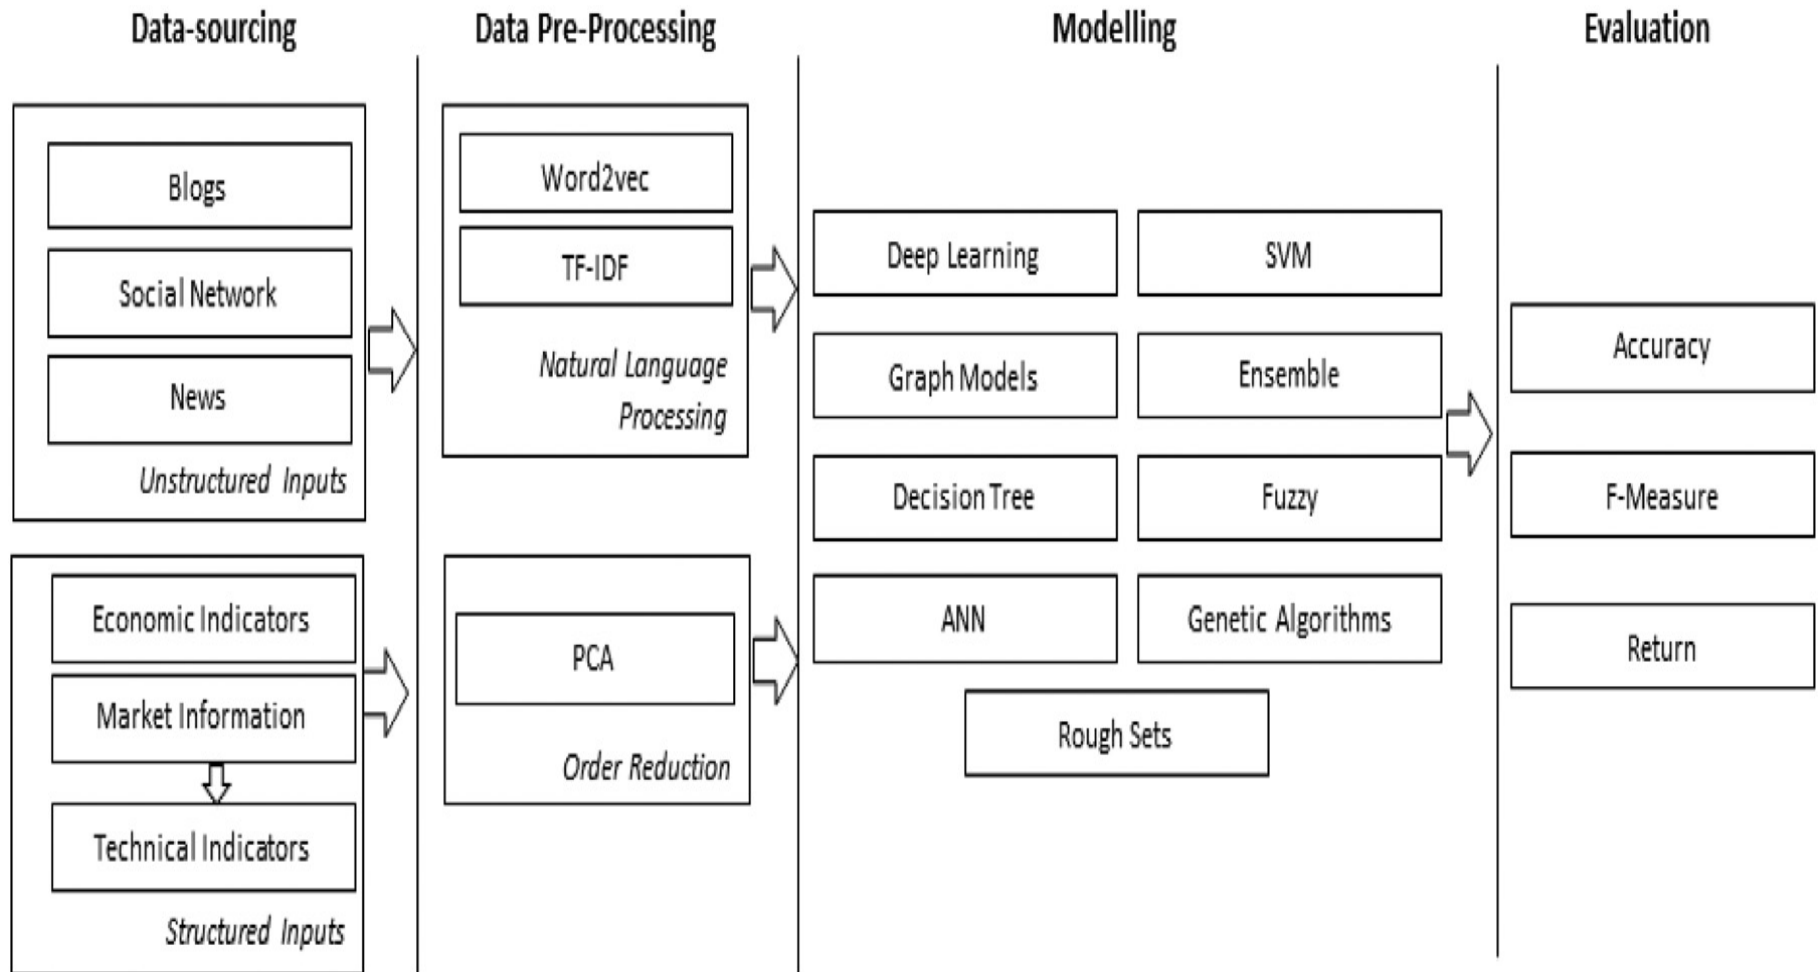 Data-sourcing
Data Pre-Processing
Modelling
Evaluation
Blogs
Social Network
News
Unstructured Inputs
Economic Indicators
Market Information
Technical Indicators
Structured Inputs
Word2vec
TF-IDF
Natural Language
Processing
PCA
Order Reduction
Deep Learning
SVM
Graph Models
Ensemble
Decision Tree
Fuzzy
ANN
Genetic Algorithms
Rough Sets
Accuracy
F-Measure
Return